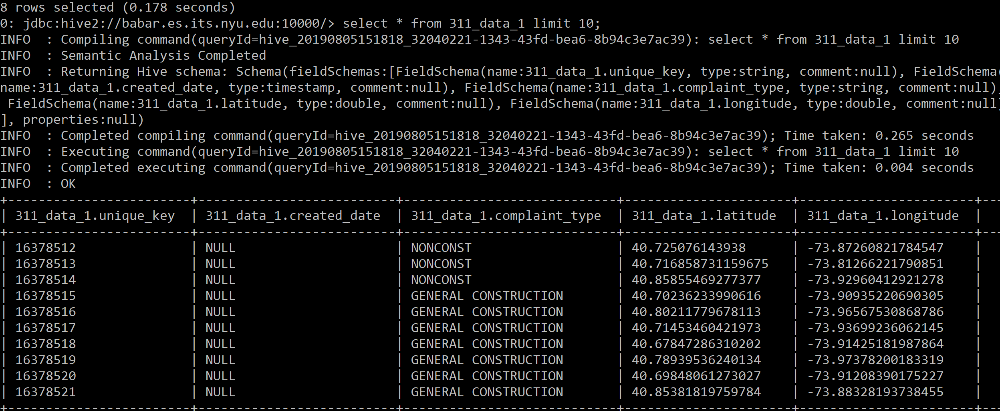 8 rows selected (0.178 seconds)
0: jdbc:hive2://babar.es.its.nyu.edu:10000/> select * from 311_data_1 limit 10;
INFO  : Compiling command(queryId=hive_20190805151818_32040221-1343-43fd-bea6-8b94c3e7ac39): select * from 311_data_1 limit 10
INFO  : Semantic Analysis Completed
INFO  : Returning Hive schema: Schema(fieldSchemas:[FieldSchema(name:311_data_1.unique_key, type:string, comment:null), FieldSchema(
name:311_data_1.created_date, type:timestamp, comment:null), FieldSchema(name:311_data_1.complaint_type, type:string, comment:null),
 FieldSchema(name:311_data_1.latitude, type:double, comment:null), FieldSchema(name:311_data_1.longitude, type:double, comment:null)
], properties:null)
INFO  : Completed compiling command(queryId=hive_20190805151818_32040221-1343-43fd-bea6-8b94c3e7ac39); Time taken: 0.265 seconds
INFO  : Executing command(queryId=hive_20190805151818_32040221-1343-43fd-bea6-8b94c3e7ac39): select * from 311_data_1 limit 10
INFO  : Completed executing command(queryId=hive_20190805151818_32040221-1343-43fd-bea6-8b94c3e7ac39); Time taken: 0.004 seconds
INFO  : OK
+------------------------+--------------------------+----------------------------+----------------------+-----------------------+--
| 311_data_1.unique_key  | 311_data_1.created_date  | 311_data_1.complaint_type  | 311_data_1.latitude  | 311_data_1.longitude  |
+------------------------+--------------------------+----------------------------+----------------------+-----------------------+--
| 16378512               | NULL                     | NONCONST                   | 40.725076143938      | -73.87260821784547    |
| 16378513               | NULL                     | NONCONST                   | 40.716858731159675   | -73.81266221790851    |
| 16378514               | NULL                     | NONCONST                   | 40.85855469277377    | -73.92960412921278    |
| 16378515               | NULL                     | GENERAL CONSTRUCTION       | 40.70236233990616    | -73.90935220690305    |
| 16378516               | NULL                     | GENERAL CONSTRUCTION       | 40.80211779678113    | -73.96567530868786    |
| 16378517               | NULL                     | GENERAL CONSTRUCTION       | 40.71453460421973    | -73.93699236062145    |
| 16378518               | NULL                     | GENERAL CONSTRUCTION       | 40.67847286310202    | -73.91425181987864    |
| 16378519               | NULL                     | GENERAL CONSTRUCTION       | 40.78939536240134    | -73.97378200183319    |
| 16378520               | NULL                     | GENERAL CONSTRUCTION       | 40.69848061273027    | -73.91208390175227    |
| 16378521               | NULL                     | GENERAL CONSTRUCTION       | 40.85381819759784    | -73.88328193738455    |
+------------------------+--------------------------+----------------------------+----------------------+-----------------------+--